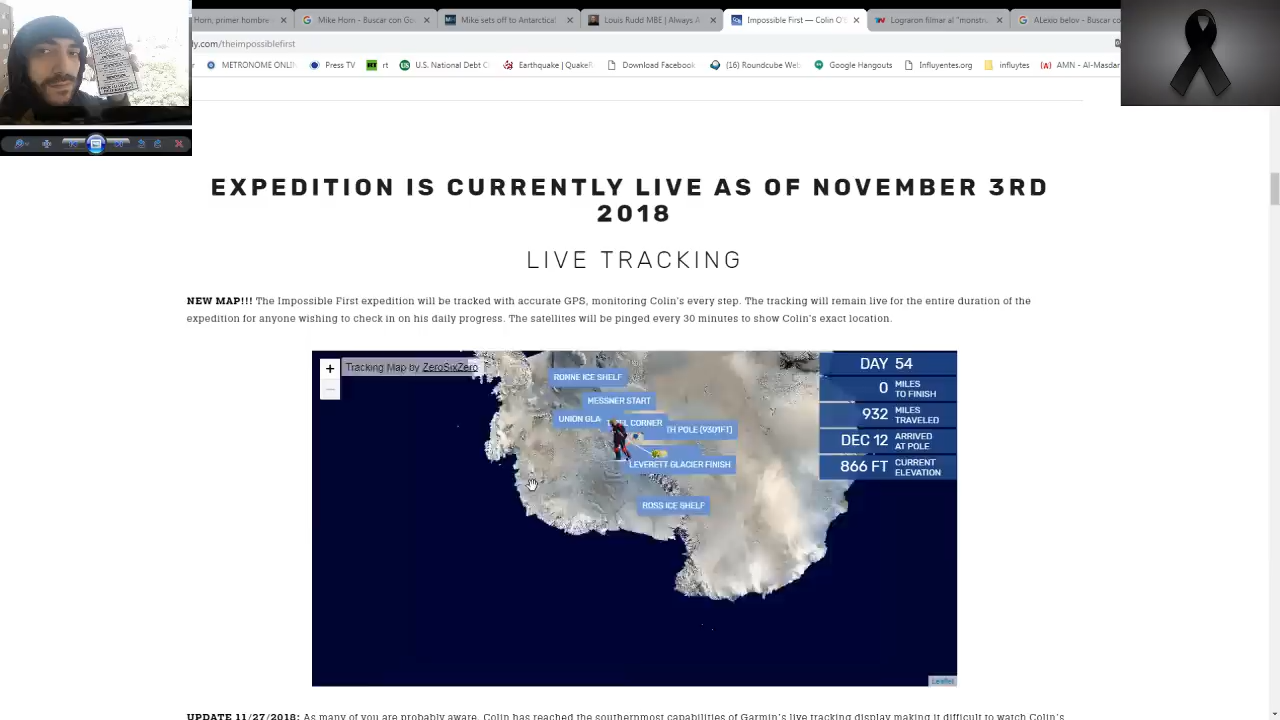 Horn, primer hombre
Mike Horn - Buscar con Go
Mike sets off to Antarctica!
Louis Rudd MBE | Always A
Impossible First — Colin O'
Lograron filmar al "monstru
ALexio belov - Buscar co
ly.com/theimpossiblefirst
METRONOME ONLIN
Press TV
rt
U.S. National Debt C
Earthquake | QuakeR
Download Facebook
(16) Roundcube Web
Google Hangouts
Influyentes.org
influytes
AMN - Al-Masdar
EXPEDITION IS CURRENTLY LIVE AS OF NOVEMBER 3RD
2018
LIVE TRACKING
NEW MAP!!! The Impossible First expedition will be tracked with accurate GPS, monitoring Colin's every step. The tracking will remain live for the entire duration of the
expedition for anyone wishing to check in on his daily progress. The satellites will be pinged every 30 minutes to show Colin's exact location.
+
Tracking Map by ZeroSixZero
RONNE ICE SHELF
MESSNER START
UNION GLA
CORNER
TH POLE (9301FT)
LEVERETT GLACIER FINISH
ROSS ICE SHELF
DAY 54
0 MILES TO FINISH
932 MILES TRAVELED
DEC 12 ARRIVED AT POLE
866 FT CURRENT ELEVATION
Leaflet
UPDATE 11/27/2018: As many of you are probably aware, Colin has reached the southernmost capabilities of Garmin's live tracking display making it difficult to watch Colin's